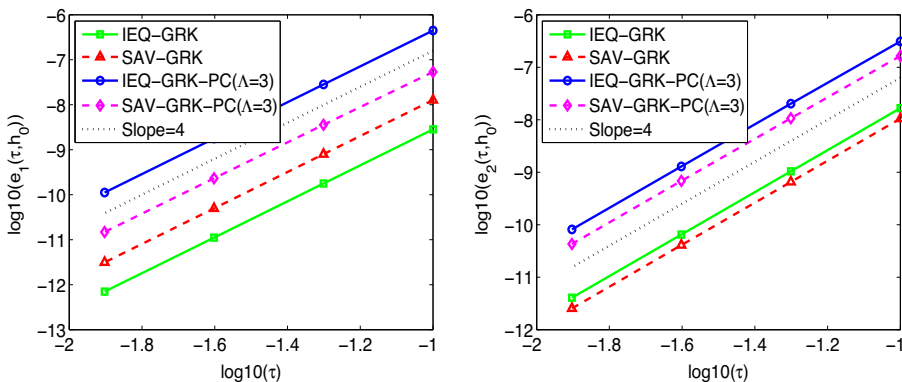 IEQ−GRK
SAV−GRK
IEQ−GRK−PC(Λ=3)
SAV−GRK−PC(Λ=3)
Slope=4
−6
−7
−8
−9
−10
−11
−12
−13
−2
−1.8
−1.6
−1.4
−1.2
−1
log10(e₁(τ,h₀))
log10(τ)
IEQ−GRK
SAV−GRK
IEQ−GRK−PC(Λ=3)
SAV−GRK−PC(Λ=3)
Slope=4
−6
−7
−8
−9
−10
−11
−12
−2
−1.8
−1.6
−1.4
−1.2
−1
log10(e₂(τ,h₀))
log10(τ)